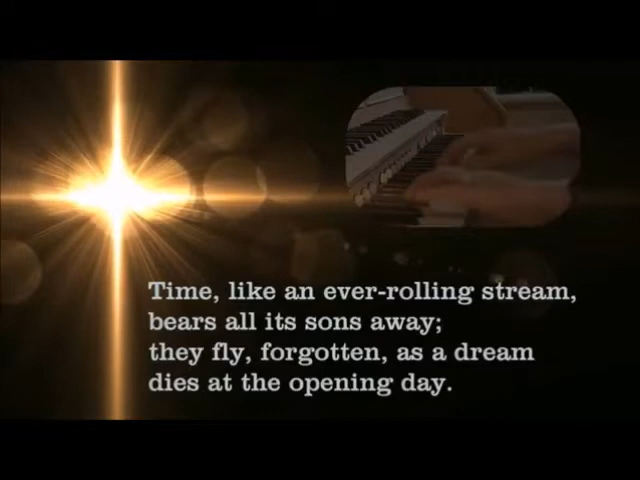 Time, like an ever-rolling stream,
bears all its sons away;
they fly, forgotten, as a dream
dies at the opening day.